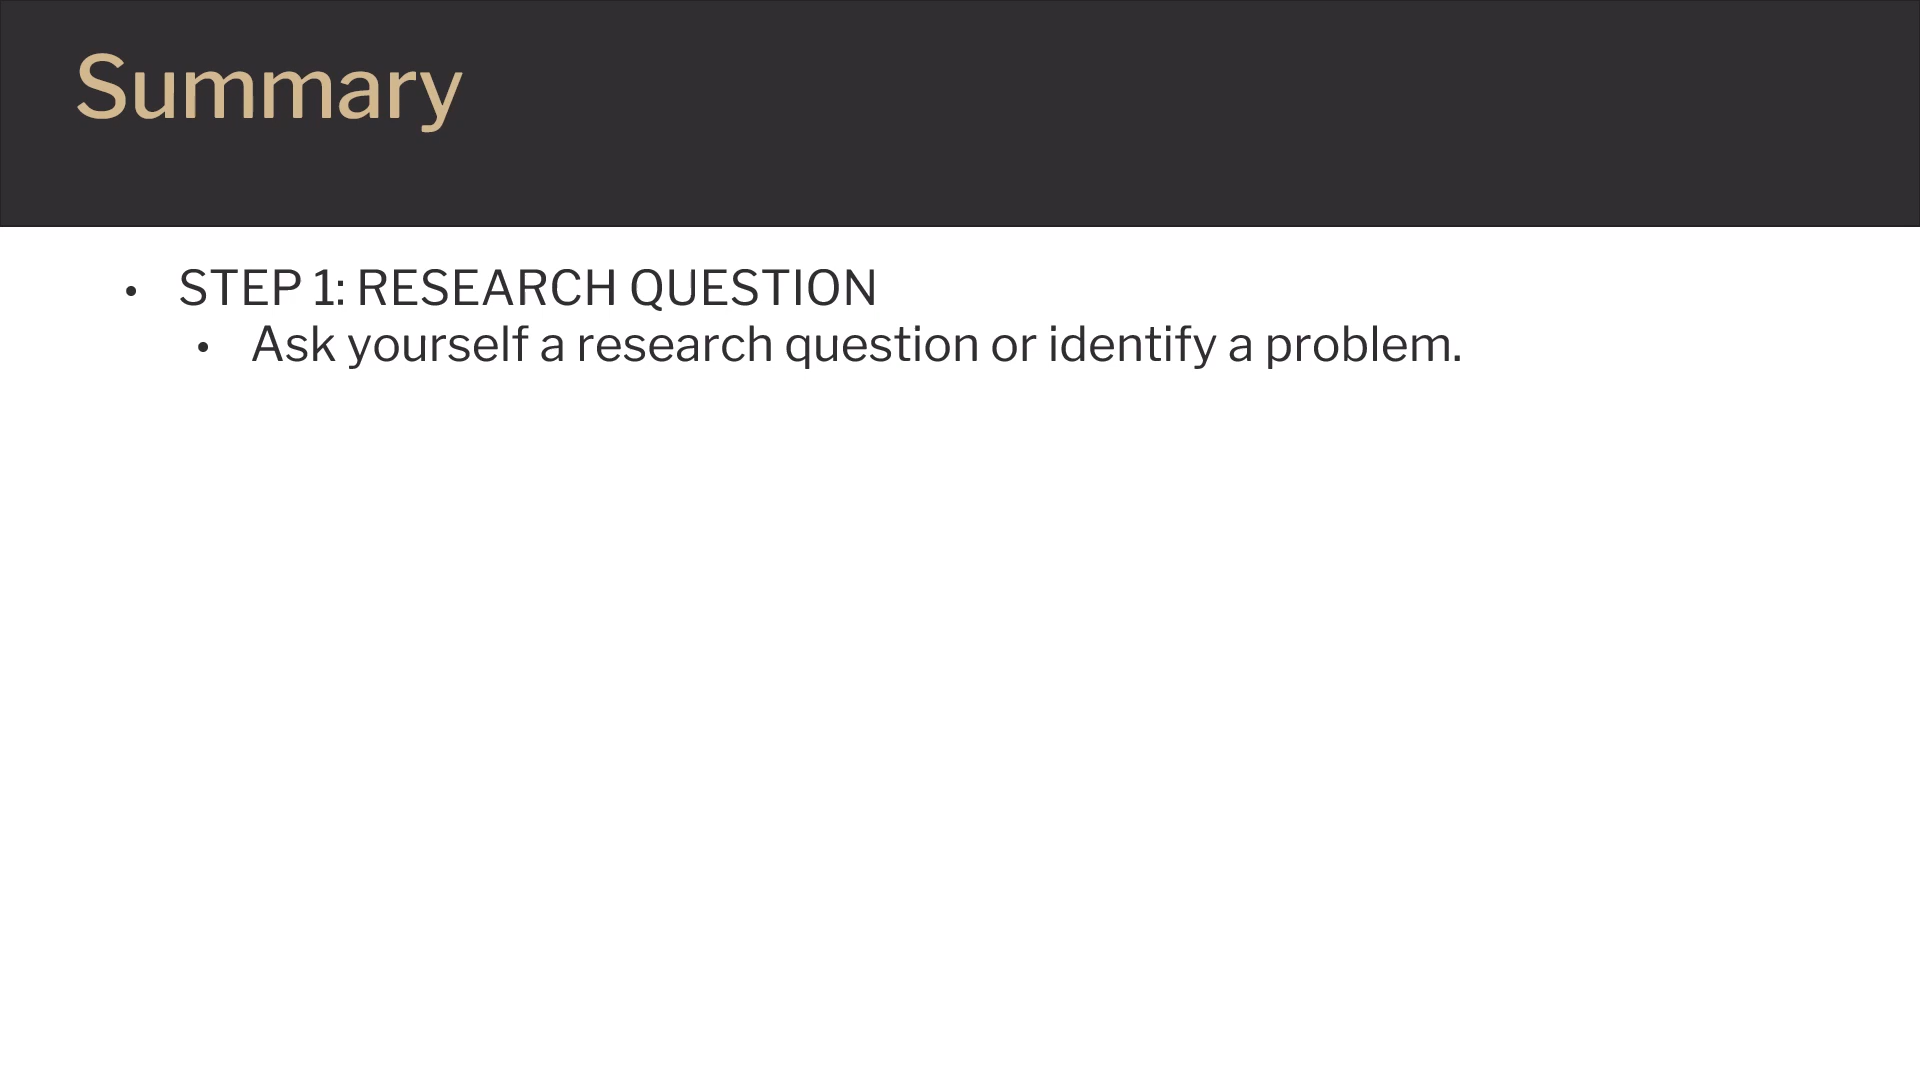 Summary
• STEP 1: RESEARCH QUESTION
• Ask yourself a research question or identify a problem.